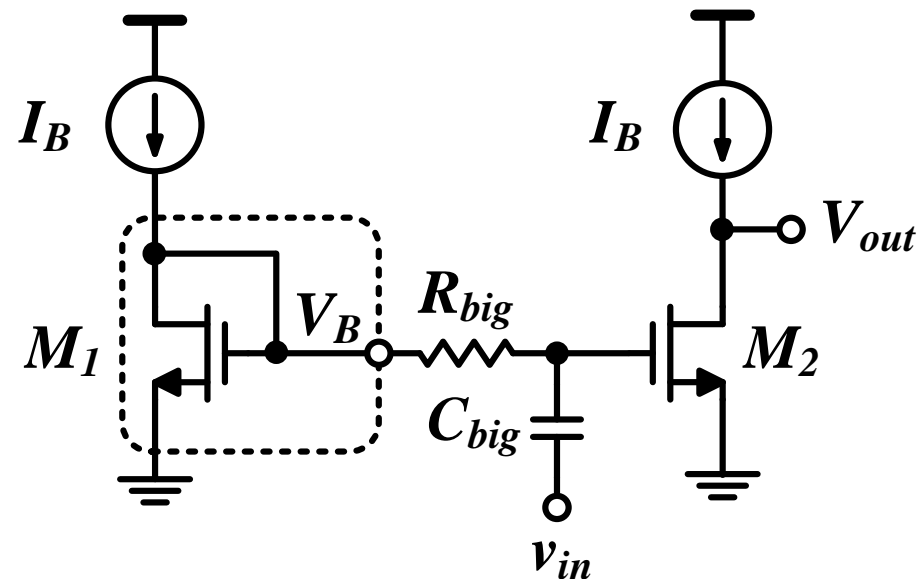 I_B
I_B
V_out
V_B
R_big
M_1
M_2
C_big
v_in